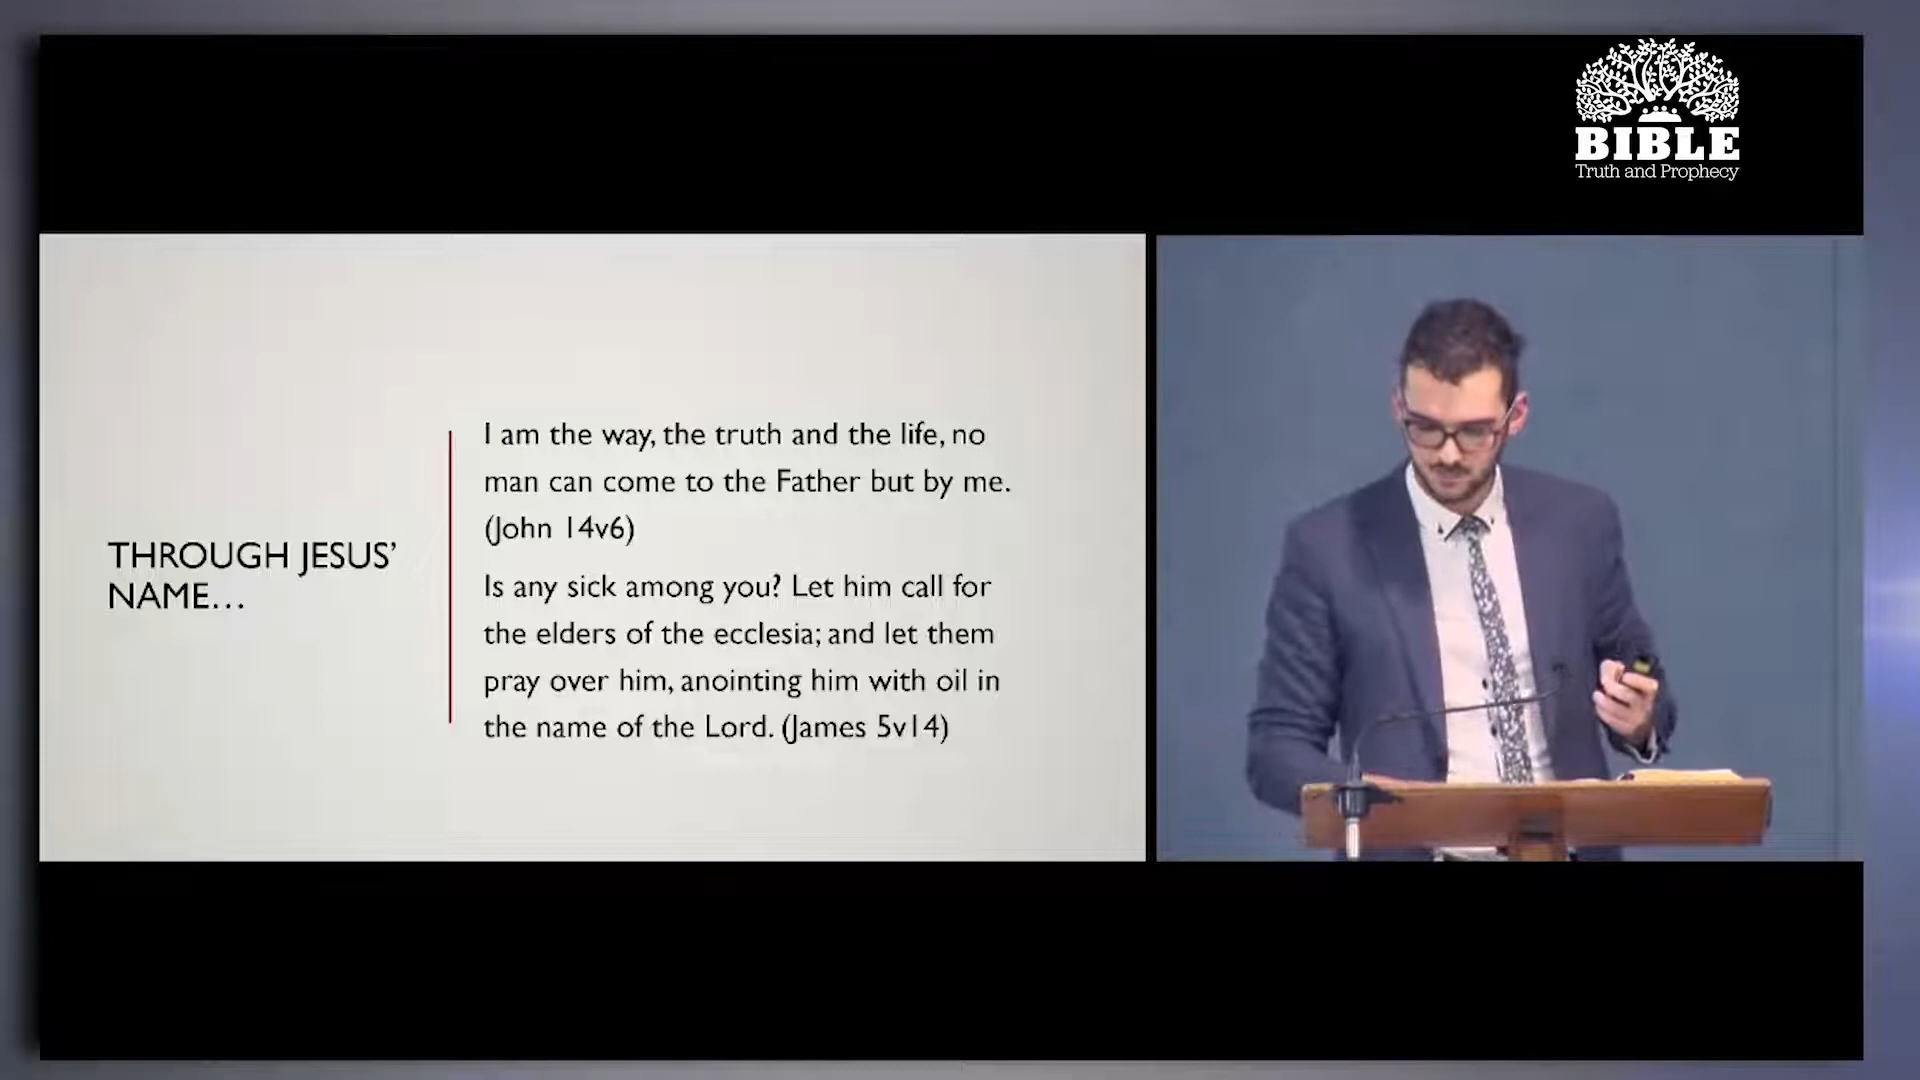 BIBLE
Truth and Prophecy
THROUGH JESUS’
NAME…
I am the way, the truth and the life, no
man can come to the Father but by me.
(John 14v6)
Is any sick among you? Let him call for
the elders of the ecclesia; and let them
pray over him, anointing him with oil in
the name of the Lord. (James 5v14)